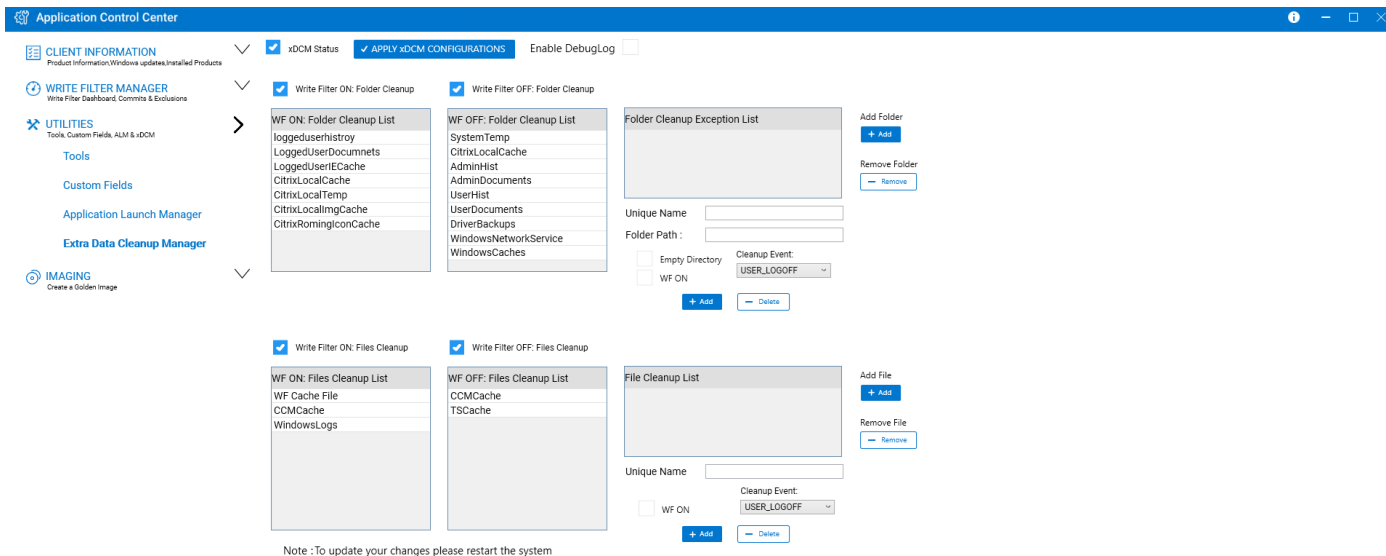 Application Control Center
CLIENT INFORMATION
Product Information,Windows updates,Installed Products
WRITE FILTER MANAGER
Write Filter Dashboard, Commits & Exclusions
UTILITIES
Tools, Custom Fields, ALM & xDCM
Tools
Custom Fields
Application Launch Manager
Extra Data Cleanup Manager
IMAGING
Create a Golden Image
xDCM Status
APPLY xDCM CONFIGURATIONS
Enable DebugLog
Write Filter ON: Folder Cleanup
Write Filter OFF: Folder Cleanup
WF ON: Folder Cleanup List
loggeduserhistroy
LoggedUserDocumnets
LoggedUserIECache
CitrixLocalCache
CitrixLocalTemp
CitrixLocalImgCache
CitrixRomingIconCache
WF OFF: Folder Cleanup List
SystemTemp
CitrixLocalCache
AdminHist
AdminDocuments
UserHist
UserDocuments
DriverBackups
WindowsNetworkService
WindowsCaches
Folder Cleanup Exception List
Add Folder
+ Add
Remove Folder
— Remove
Unique Name
Folder Path :
Empty Directory
WF ON
Cleanup Event:
USER_LOGOFF
+ Add
— Delete
Write Filter ON: Files Cleanup
Write Filter OFF: Files Cleanup
WF ON: Files Cleanup List
WF Cache File
CCMCache
WindowsLogs
WF OFF: Files Cleanup List
CCMCache
TSCache
File Cleanup List
Add File
+ Add
Remove File
— Remove
Unique Name
WF ON
Cleanup Event:
USER_LOGOFF
+ Add
— Delete
Note :To update your changes please restart the system